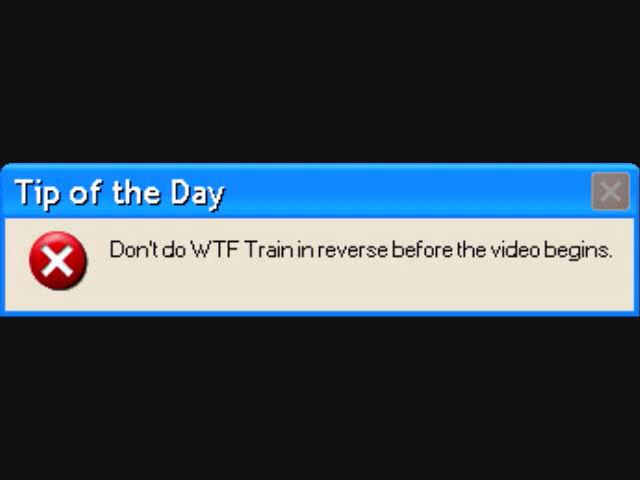 Tip of the Day
Don't do WTF Train in reverse before the video begins.